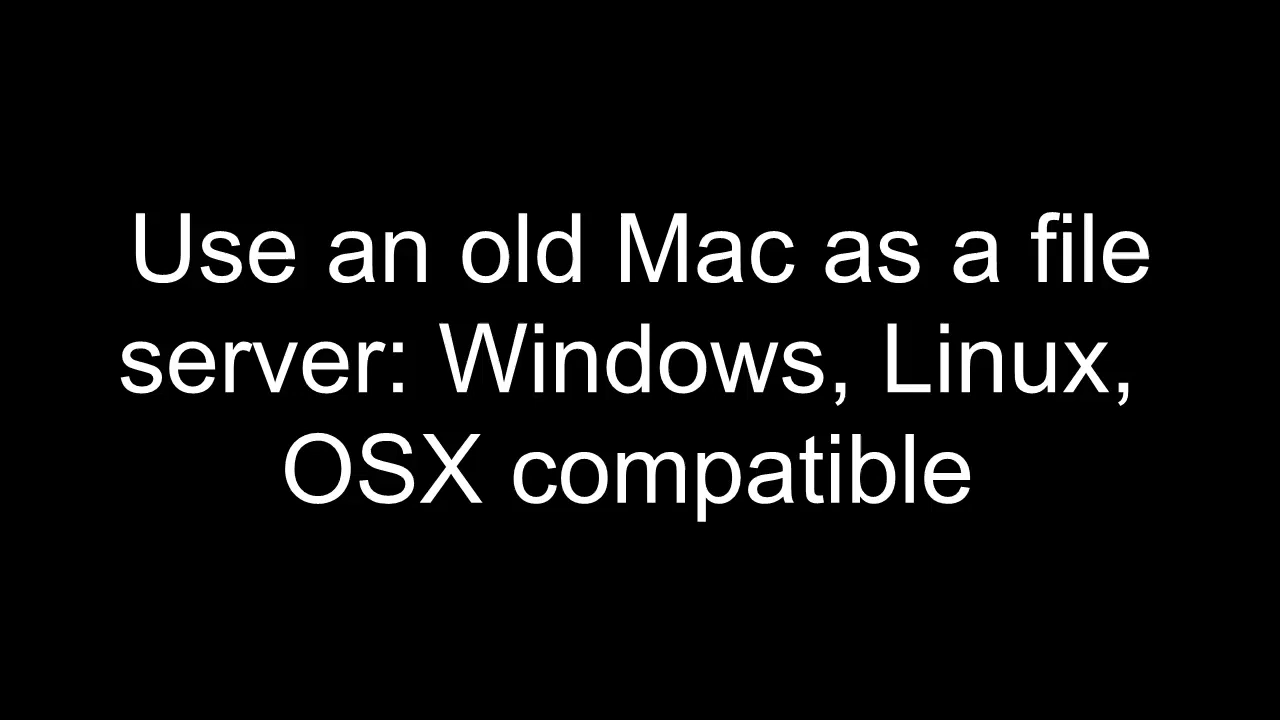 Use an old Mac as a file
server: Windows, Linux,
OSX compatible